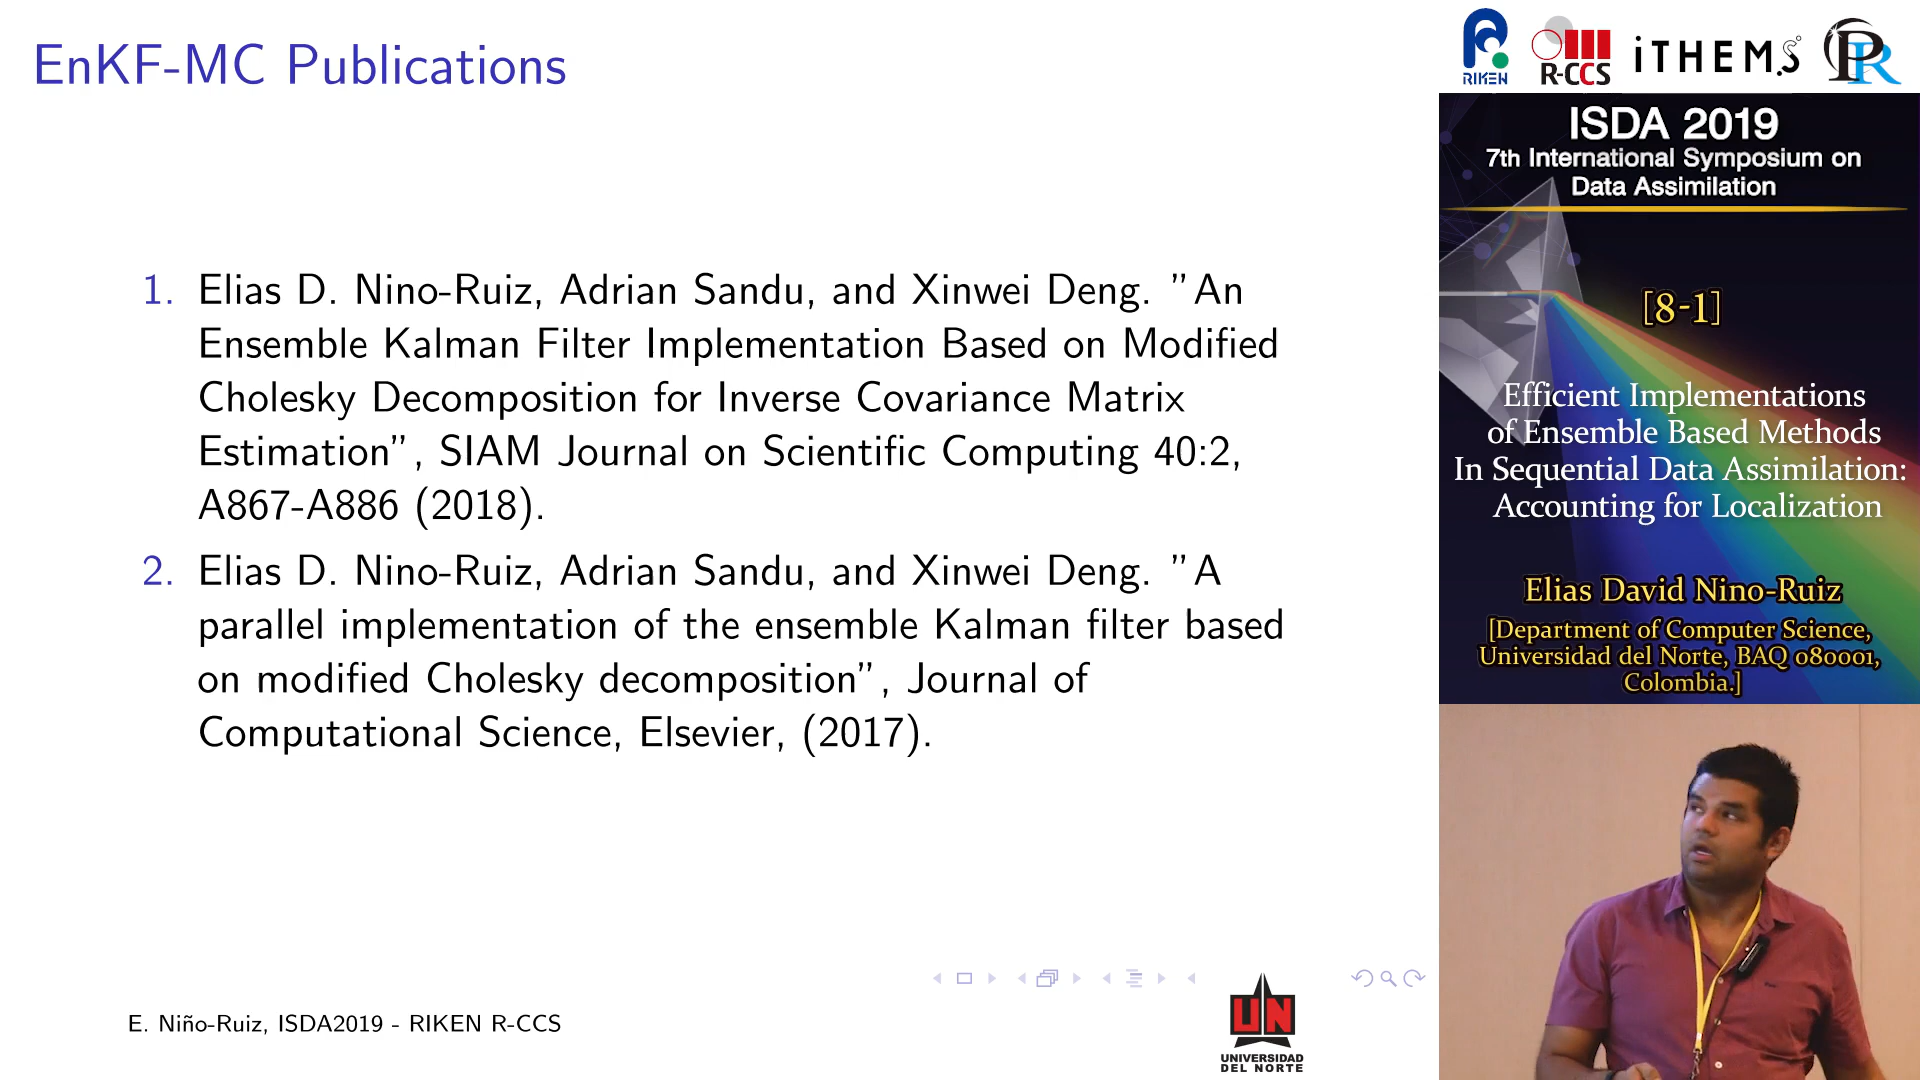 EnKF-MC Publications
1. Elias D. Nino-Ruiz, Adrian Sandu, and Xinwei Deng. ”An
Ensemble Kalman Filter Implementation Based on Modified
Cholesky Decomposition for Inverse Covariance Matrix
Estimation”, SIAM Journal on Scientific Computing 40:2,
A867-A886 (2018).
2. Elias D. Nino-Ruiz, Adrian Sandu, and Xinwei Deng. ”A
parallel implementation of the ensemble Kalman filter based
on modified Cholesky decomposition”, Journal of
Computational Science, Elsevier, (2017).
E. Niño-Ruiz, ISDA2019 - RIKEN R-CCS
UN
UNIVERSIDAD
DEL NORTE
RIKEN
R-CCS
iTHEMS
PR
ISDA 2019
7th International Symposium on
Data Assimilation
[8-1]
Efficient Implementations
of Ensemble Based Methods
In Sequential Data Assimilation:
Accounting for Localization
Elias David Nino-Ruiz
[Department of Computer Science,
Universidad del Norte, BAQ 080001,
Colombia.]